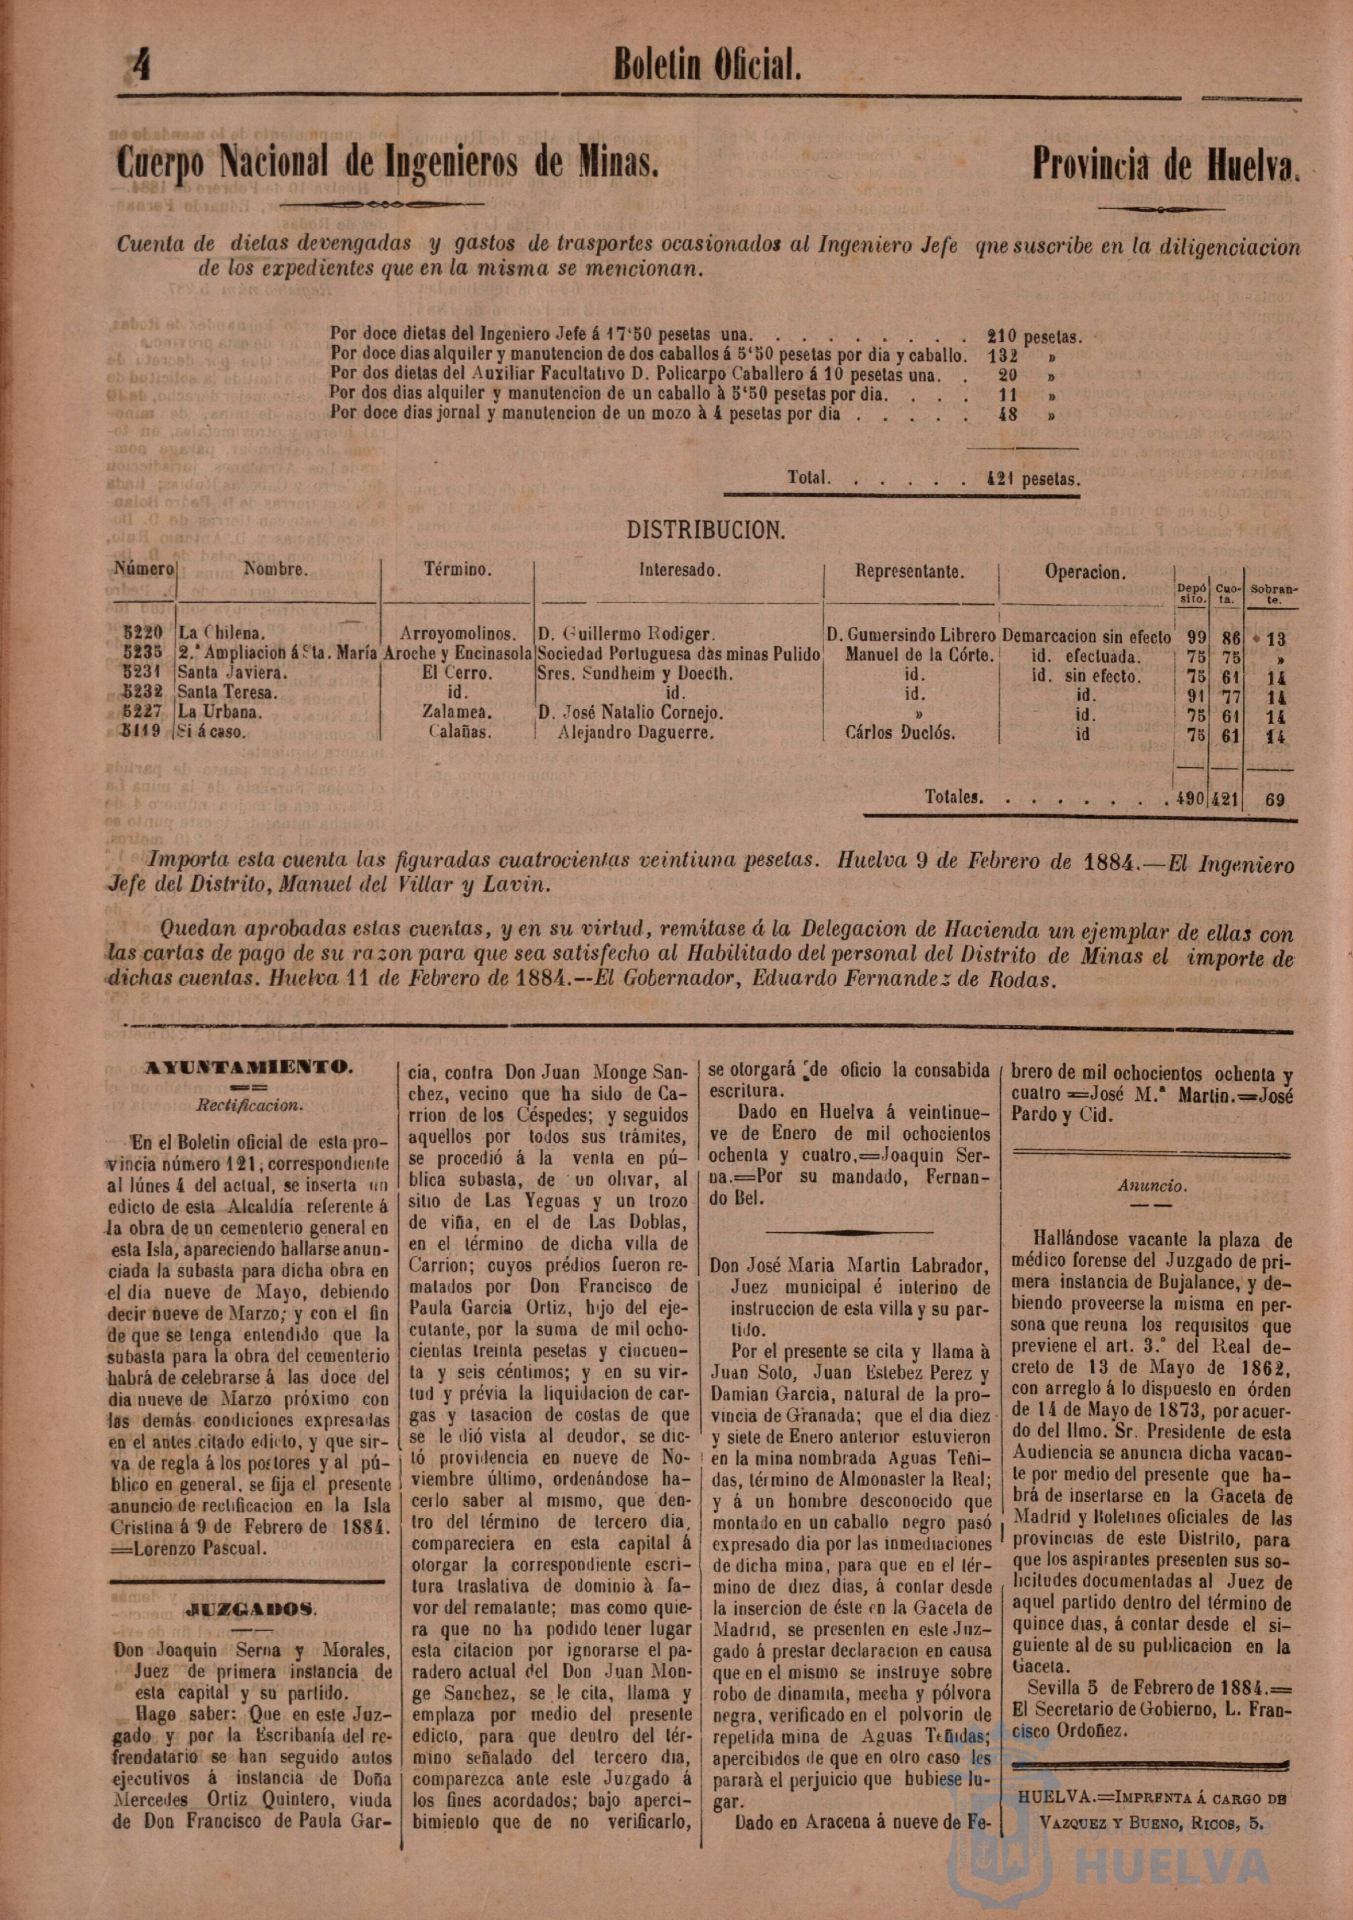 4
Boletin Oficial.
Cuerpo Nacional de Ingenieros de Minas.
Provincia de Huelva.
Cuenta de dietas devengadas y gastos de trasportes ocasionados al Ingeniero Jefe qne suscribe en la diligenciacion
de los expedientes que en la misma se mencionan.
Por doce dietas del Ingeniero Jefe á 17'50 pesetas una. . . . . . . . . 210 pesetas.
Por doce dias alquiler y manutencion de dos caballos á 5'50 pesetas por dia y caballo. 132 »
Por dos dietas del Auxiliar Facultativo D. Policarpo Caballero á 10 pesetas una. . 20 »
Por dos dias alquiler y manutencion de un caballo à 5'50 pesetas por dia. . . . 11 »
Por doce dias jornal y manutencion de un mozo à 4 pesetas por dia . . . . . 48 »
Total. . . . . . 421 pesetas.
DISTRIBUCION.
Número Nombre. Término. Interesado. Representante. Operacion. Depósito. Cuota. Sobrante.
5220 La Chilena. Arroyomolinos. D. Guillermo Rodiger. D. Gumersindo Librero Demarcacion sin efecto 99 86 13
5235 2.ª Ampliacion á Sta. María Aroche y Encinasola Sociedad Portuguesa das minas Pulido Manuel de la Córte. id. efectuada. 75 75 »
5231 Santa Javiera. El Cerro. Sres. Sundheim y Doecth. id. id. sin efecto. 75 61 14
5232 Santa Teresa. id. id. id. id. 91 77 14
5227 La Urbana. Zalamea. D. José Natalio Cornejo. » id. 75 61 14
5119 Si á caso. Calañas. Alejandro Daguerre. Cárlos Duclós. id 75 61 14
Totales. . . . . . . . 490 421 69
Importa esta cuenta las figuradas cuatrocientas veintiuna pesetas. Huelva 9 de Febrero de 1884.—El Ingeniero
Jefe del Distrito, Manuel del Villar y Lavin.
Quedan aprobadas estas cuentas, y en su virtud, remítase á la Delegacion de Hacienda un ejemplar de ellas con
las cartas de pago de su razon para que sea satisfecho al Habilitado del personal del Distrito de Minas el importe de
dichas cuentas. Huelva 11 de Febrero de 1884.--El Gobernador, Eduardo Fernandez de Rodas.
AYUNTAMIENTO.
Rectificacion.
En el Boletin oficial de esta pro-
vincia número 121, correspondiente
al lúnes 4 del actual, se inserta un
edicto de esta Alcaldía referente á
la obra de un cementerio general en
esta Isla, apareciendo hallarse anun-
ciada la subasta para dicha obra en
el dia nueve de Mayo, debiendo
decir nueve de Marzo; y con el fin
de que se tenga entendido que la
subasta para la obra del cementerio
habrá de celebrarse á las doce del
dia nueve de Marzo próximo con
las demás condiciones expresadas
en el antes citado edicto, y que sir-
va de regla á los postores y al pú-
blico en general, se fija el presente
anuncio de rectificacion en la Isla
Cristina á 9 de Febrero de 1884.
=Lorenzo Pascual.
JUZGADOS.
Don Joaquin Serna y Morales,
Juez de primera instancia de
esta capital y su partido.
Hago saber: Que en este Juz-
gado y por la Escribanía del re-
frendatario se han seguido autos
ejecutivos á instancia de Doña
Mercedes Ortiz Quintero, viuda
de Don Francisco de Paula Gar-
cía, contra Don Juan Monge San-
chez, vecino que ha sido de Ca-
rrion de los Céspedes; y seguidos
aquellos por todos sus trámites,
se procedió á la venta en pú-
blica subasta, de un olivar, al
sitio de Las Yeguas y un trozo
de viña, en el de Las Doblas,
en el término de dicha villa de
Carrion; cuyos prédios fueron re-
matados por Don Francisco de
Paula Garcia Ortiz, hijo del eje-
cutante, por la suma de mil ocho-
cientas treinta pesetas y cincuen-
ta y seis céntimos; y en su vir-
tud y prévia la liquidacion de car-
gas y tasacion de costas de que
se le dió vista al deudor, se dic-
tó providencia en nueve de No-
viembre último, ordenándose ha-
cerlo saber al mismo, que den-
tro del término de tercero dia,
compareciera en esta capital á
otorgar la correspondiente escri-
tura traslativa de dominio à fa-
vor del rematante; mas como quie-
ra que no ha podido tener lugar
esta citacion por ignorarse el pa-
radero actual del Don Juan Mon-
ge Sanchez, se le cita, llama y
emplaza por medio del presente
edicto, para que dentro del tér-
mino señalado del tercero dia,
comparezca ante este Juzgado á
los fines acordados; bajo aperci-
bimiento que de no verificarlo,
se otorgará de oficio la consabida
escritura.
Dado en Huelva á veintinue-
ve de Enero de mil ochocientos
ochenta y cuatro.=Joaquin Ser-
na.=Por su mandado, Fernan-
do Bel.
Don José Maria Martin Labrador,
Juez municipal é interino de
instruccion de esta villa y su par-
tido.
Por el presente se cita y llama à
Juan Soto, Juan Estebez Perez y
Damian Garcia, natural de la pro-
vincia de Granada; que el dia diez
y siete de Enero anterior estuvieron
en la mina nombrada Aguas Teñi-
das, término de Almonaster la Real;
y á un hombre desconocido que
montado en un caballo negro pasó
expresado dia por las inmediaciones
de dicha mina, para que en el tér-
mino de diez dias, á contar desde
la insercion de éste en la Gaceta de
Madrid, se presenten en este Juz-
gado á prestar declaracion en causa
que en el mismo se instruye sobre
robo de dinamita, mecha y pólvora
negra, verificado en el polvorin de
repetida mina de Aguas Teñidas;
apercibidos de que en otro caso les
pararà el perjuicio que hubiese lu-
gar.
Dado en Aracena á nueve de Fe-
brero de mil ochocientos ochenta y
cuatro =José M.ª Martin.=José
Pardo y Cid.
Anuncio.
Hallándose vacante la plaza de
médico forense del Juzgado de pri-
mera instancia de Bujalance, y de-
biendo proveerse la misma en per-
sona que reuna los requisitos que
previene el art. 3.º del Real de-
creto de 13 de Mayo de 1862,
con arreglo á lo dispuesto en órden
de 14 de Mayo de 1873, por acuer-
do del Ilmo. Sr. Presidente de esta
Audiencia se anuncia dicha vacan-
te por medio del presente que ha-
brá de insertarse en la Gaceta de
Madrid y Boletines oficiales de las
provincias de este Distrito, para
que los aspirantes presenten sus so-
licitudes documentadas al Juez de
aquel partido dentro del término de
quince dias, á contar desde el si-
guiente al de su publicacion en la
Gaceta.
Sevilla 5 de Febrero de 1884.=
El Secretario de Gobierno, L. Fran-
cisco Ordoñez.
HUELVA.=IMPRENTA Á CARGO DE
VAZQUEZ Y BUENO, RICOS, 5.
HUELVA